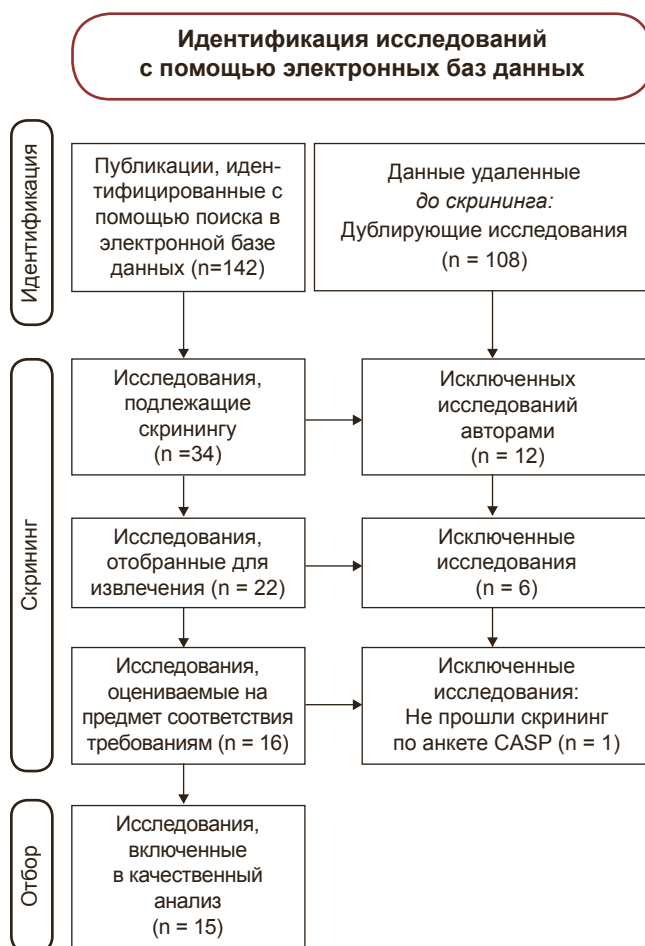 Идентификация исследований
с помощью электронных баз данных
Идентификация
Публикации, иден-
тифицированные с
помощью поиска в
электронной базе
данных (n=142)
Данные удаленные
до скрининга:
Дублирующие исследования
(n = 108)
Скрининг
Исследования,
подлежащие
скринингу
(n =34)
Исключенных
исследований
авторами
(n = 12)
Исследования,
отобранные для
извлечения (n = 22)
Исключенные
исследования
(n = 6)
Исследования,
оцениваемые на
предмет соответствия
требованиям (n = 16)
Исключенные
исследования:
Не прошли скрининг
по анкете CASP (n = 1)
Отбор
Исследования,
включенные
в качественный
анализ
(n = 15)